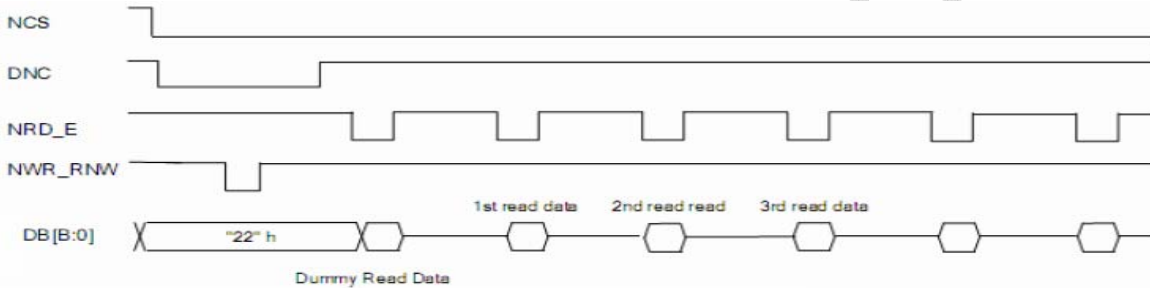 NCS
DNC
NRD_E
NWR_RNW
1st read data 2nd read read 3rd read data
DB[B:0] "22" h
Dummy Read Data